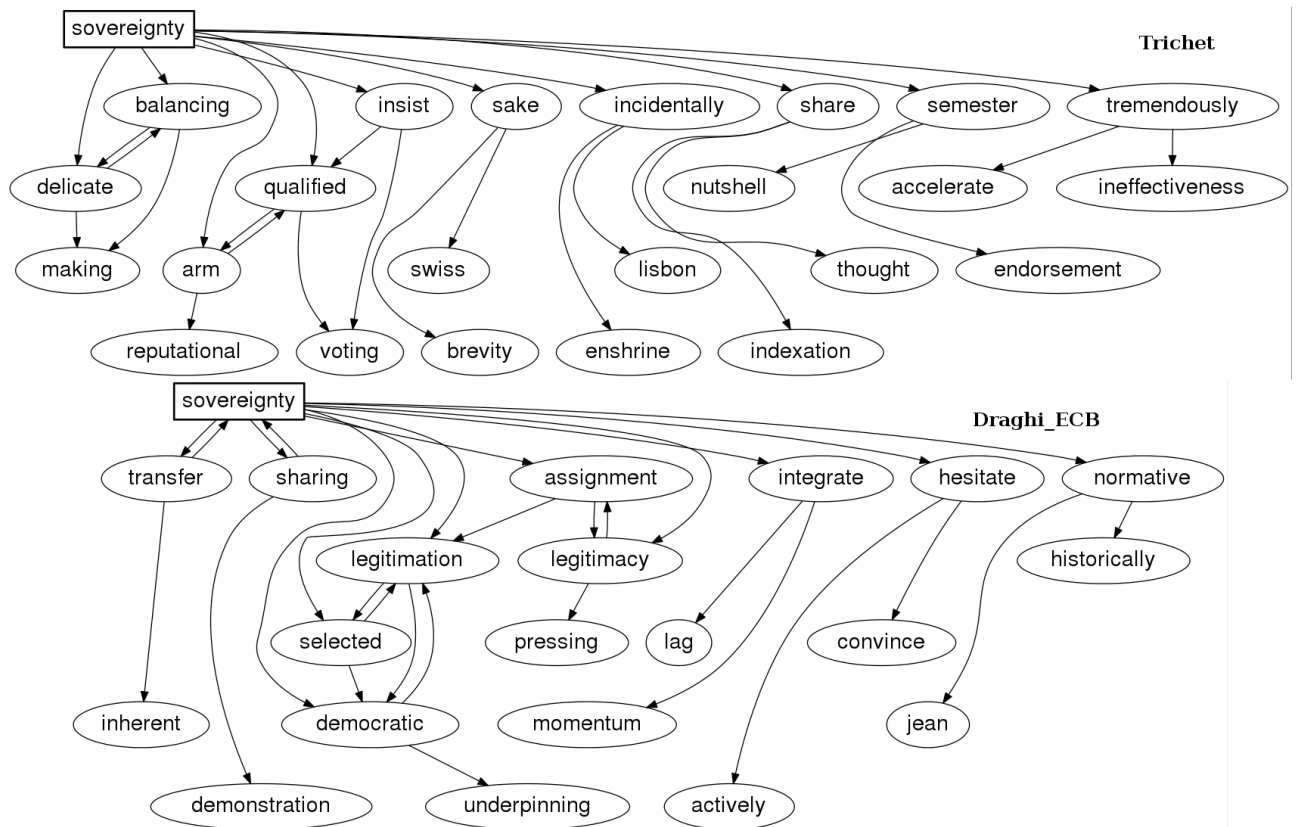 sovereignty
Trichet
balancing insist sake incidentally share semester tremendously
delicate qualified nutshell accelerate ineffectiveness
making arm swiss lisbon thought endorsement
reputational voting brevity enshrine indexation
sovereignty
Draghi_ECB
transfer sharing assignment integrate hesitate normative
legitimation legitimacy historically
selected pressing lag convince
inherent democratic momentum jean
demonstration underpinning actively